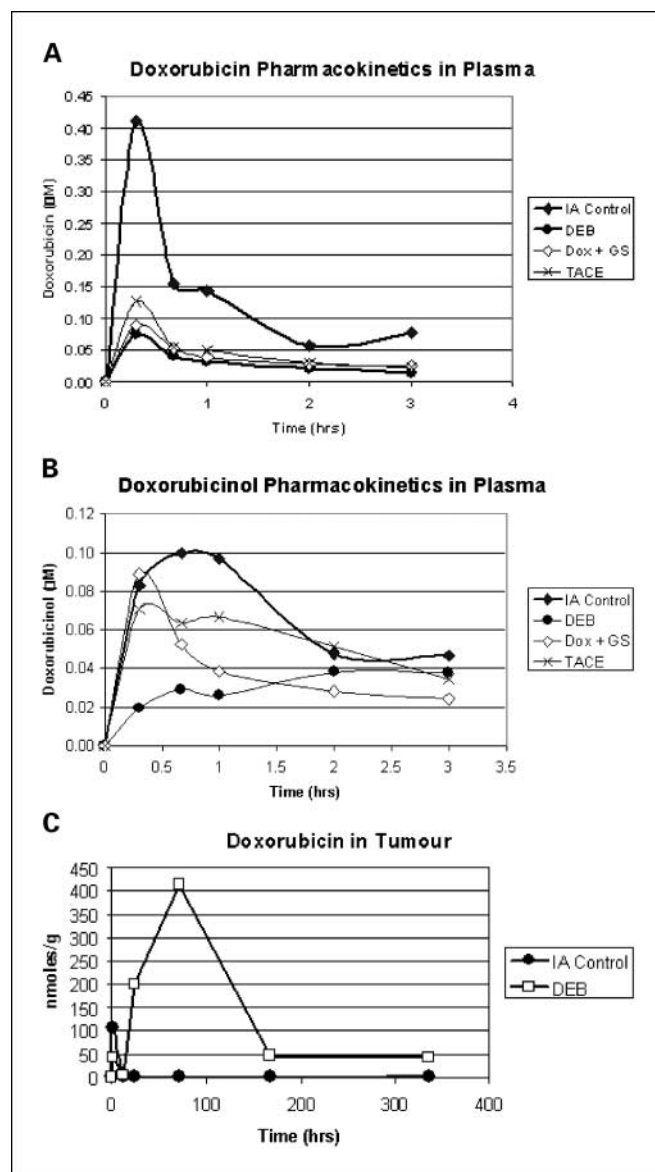 A
Doxorubicin Pharmacokinetics in Plasma
0.45
0.40
0.35
0.30
0.25
0.20
0.15
0.10
0.05
0.00
Doxorubicin (□M)
0 1 2 3 4
Time (hrs)
IA Control
DEB
Dox + GS
TACE
B
Doxorubicinol Pharmacokinetics in Plasma
0.12
0.10
0.08
0.06
0.04
0.02
0.00
Doxorubicinol (□M)
0 0.5 1 1.5 2 2.5 3 3.5
Time (hrs)
IA Control
DEB
Dox + GS
TACE
C
Doxorubicin in Tumour
450
400
350
300
250
200
150
100
50
0
nmoles/g
0 100 200 300 400
Time (hrs)
IA Control
DEB